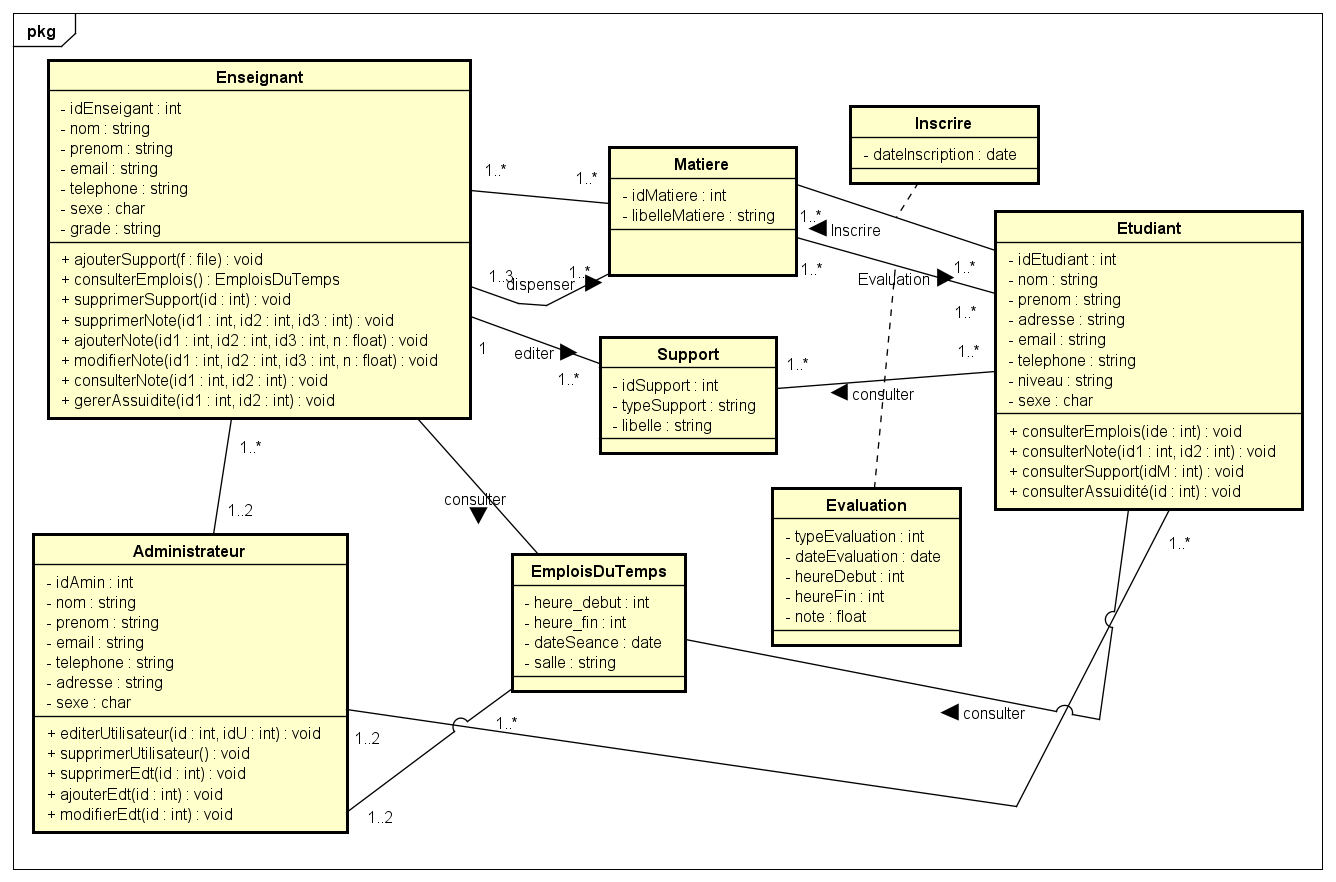 pkg
Enseignant
- idEnseigant : int
- nom : string
- prenom : string
- email : string
- telephone : string
- sexe : char
- grade : string
+ ajouterSupport(f : file) : void
+ consulterEmplois() : EmploisDuTemps
+ supprimerSupport(id : int) : void
+ supprimerNote(id1 : int, id2 : int, id3 : int) : void
+ ajouterNote(id1 : int, id2 : int, id3 : int, n : float) : void
+ modifierNote(id1 : int, id2 : int, id3 : int, n : float) : void
+ consulterNote(id1 : int, id2 : int) : void
+ gererAssuidite(id1 : int, id2 : int) : void
1..*
1..*
Matiere
- idMatiere : int
- libelleMatiere : string
Inscrire
- dateInscription : date
1..*
Inscrire
1..3
dispenser
1..*
1..*
Evaluation
1..*
1..*
Etudiant
- idEtudiant : int
- nom : string
- prenom : string
- adresse : string
- email : string
- telephone : string
- niveau : string
- sexe : char
+ consulterEmplois(ide : int) : void
+ consulterNote(id1 : int, id2 : int) : void
+ consulterSupport(idM : int) : void
+ consulterAssuidité(id : int) : void
1
editer
1..*
Support
- idSupport : int
- typeSupport : string
- libelle : string
1..*
1..*
consulter
1..*
1..2
consulter
Evaluation
- typeEvaluation : int
- dateEvaluation : date
- heureDebut : int
- heureFin : int
- note : float
1..*
Administrateur
- idAmin : int
- nom : string
- prenom : string
- email : string
- telephone : string
- adresse : string
- sexe : char
+ editerUtilisateur(id : int, idU : int) : void
+ supprimerUtilisateur() : void
+ supprimerEdt(id : int) : void
+ ajouterEdt(id : int) : void
+ modifierEdt(id : int) : void
EmploisDuTemps
- heure_debut : int
- heure_fin : int
- dateSeance : date
- salle : string
consulter
1..*
1..2
1..2